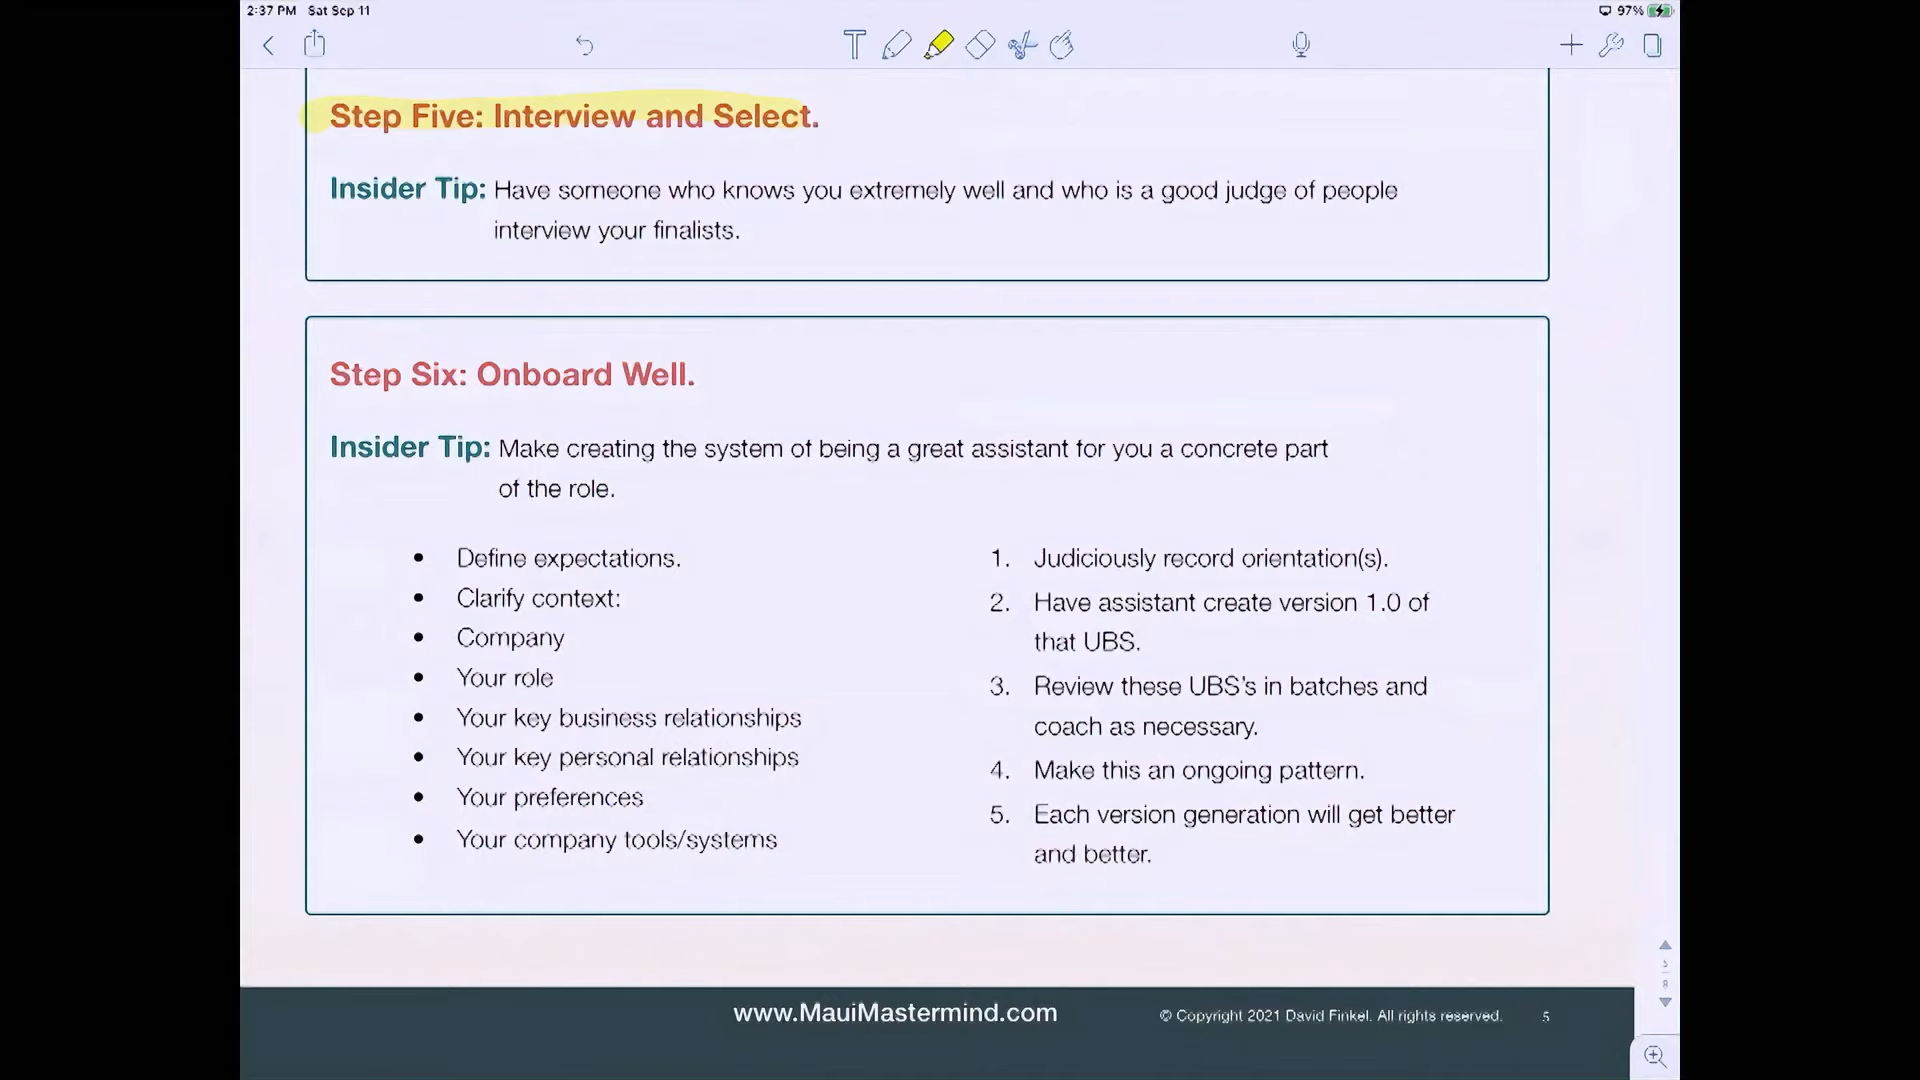 2:37 PM Sat Sep 11
97%
Step Five: Interview and Select.
Insider Tip: Have someone who knows you extremely well and who is a good judge of people
interview your finalists.
Step Six: Onboard Well.
Insider Tip: Make creating the system of being a great assistant for you a concrete part
of the role.
• Define expectations.
• Clarify context:
• Company
• Your role
• Your key business relationships
• Your key personal relationships
• Your preferences
• Your company tools/systems
1. Judiciously record orientation(s).
2. Have assistant create version 1.0 of
that UBS.
3. Review these UBS's in batches and
coach as necessary.
4. Make this an ongoing pattern.
5. Each version generation will get better
and better.
5
8
www.MauiMastermind.com
© Copyright 2021 David Finkel. All rights reserved.
5